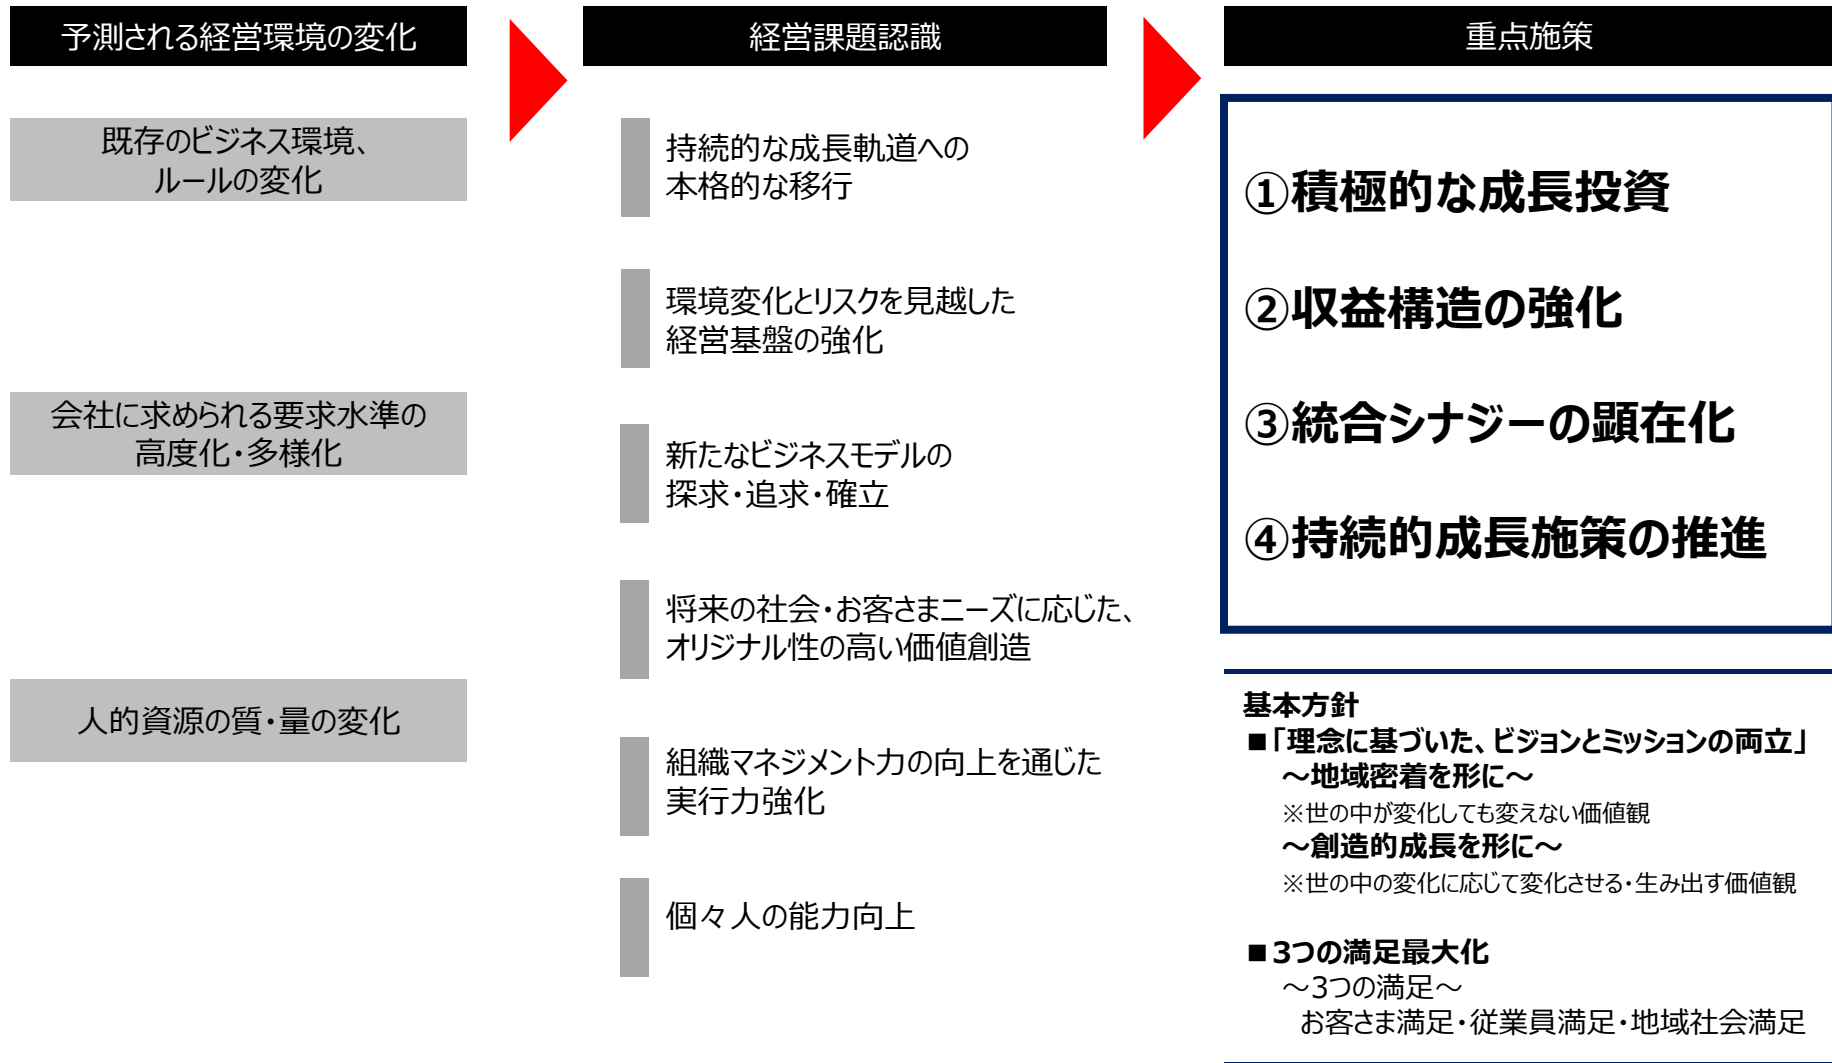 予測される経営環境の変化
既存のビジネス環境、
ルールの変化
会社に求められる要求水準の
高度化・多様化
人的資源の質・量の変化
経営課題認識
持続的な成長軌道への
本格的な移行
環境変化とリスクを見越した
経営基盤の強化
新たなビジネスモデルの
探求・追求・確立
将来の社会・お客さまニーズに応じた、
オリジナル性の高い価値創造
組織マネジメント力の向上を通じた
実行力強化
個々人の能力向上
重点施策
①積極的な成長投資
②収益構造の強化
③統合シナジーの顕在化
④持続的成長施策の推進
基本方針
■「理念に基づいた、ビジョンとミッションの両立」
～地域密着を形に～
※世の中が変化しても変えない価値観
～創造的成長を形に～
※世の中の変化に応じて変化させる・生み出す価値観
■3つの満足最大化
～3つの満足～
お客さま満足・従業員満足・地域社会満足